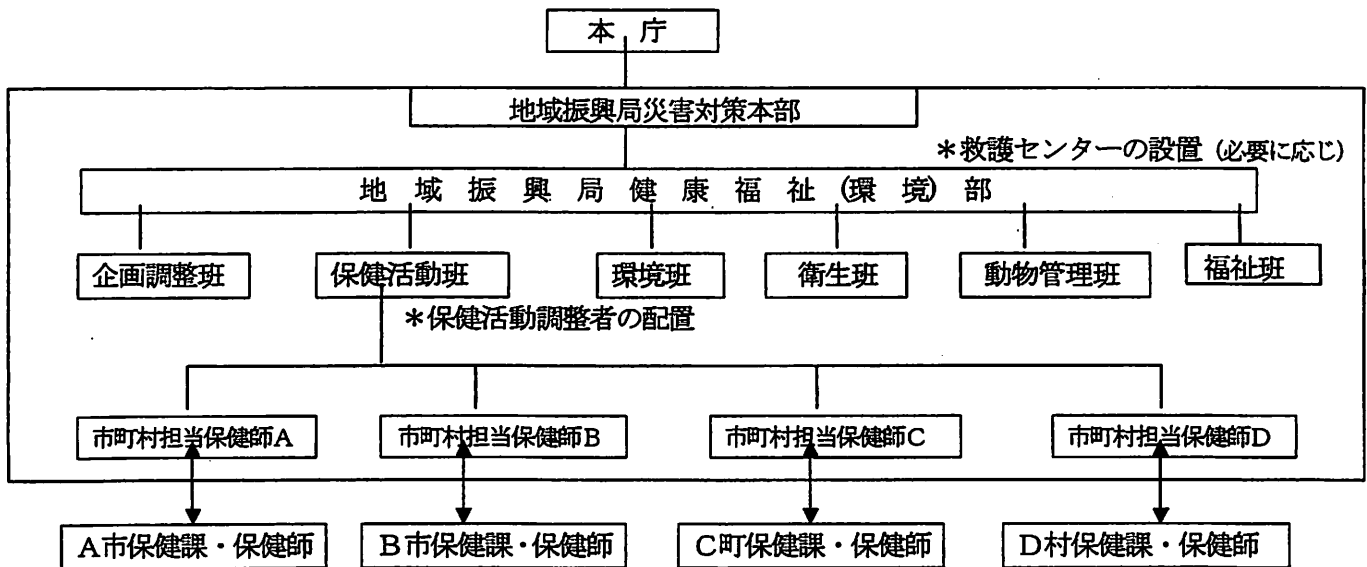 本 庁
地域振興局災害対策本部
＊救護センターの設置 (必要に応じ)
地 域 振 興 局 健 康 福 祉 (環 境) 部
企画調整班
保健活動班
環境班
衛生班
動物管理班
福祉班
＊保健活動調整者の配置
市町村担当保健師A
市町村担当保健師B
市町村担当保健師C
市町村担当保健師D
A市保健課・保健師
B市保健課・保健師
C町保健課・保健師
D村保健課・保健師